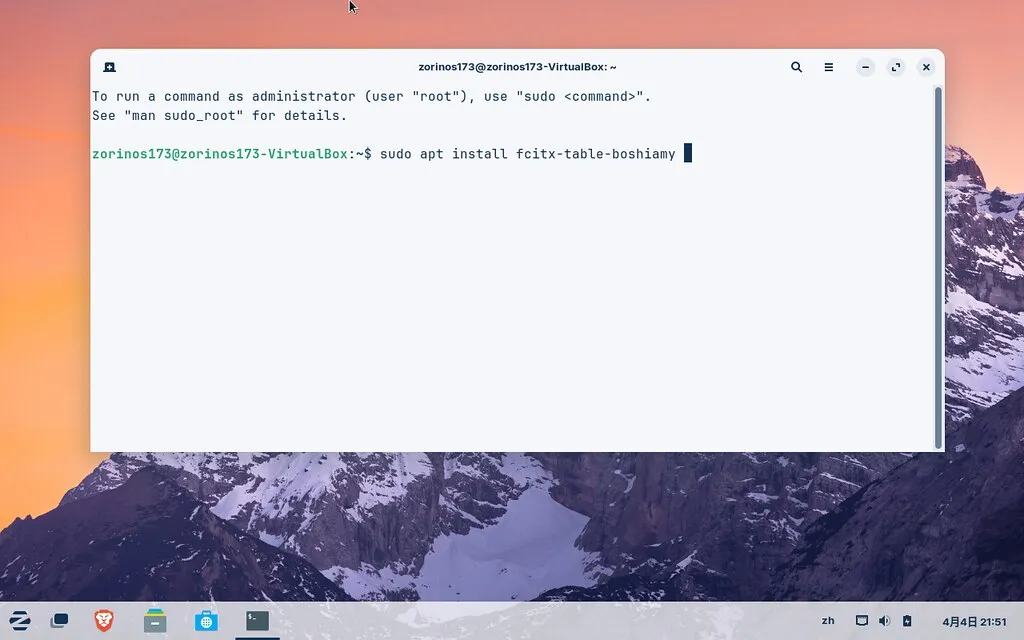 zorinos173@zorinos173-VirtualBox: ~
To run a command as administrator (user "root"), use "sudo <command>".
See "man sudo_root" for details.
zorinos173@zorinos173-VirtualBox:~$ sudo apt install fcitx-table-boshiamy
zh
4月4日 21:51